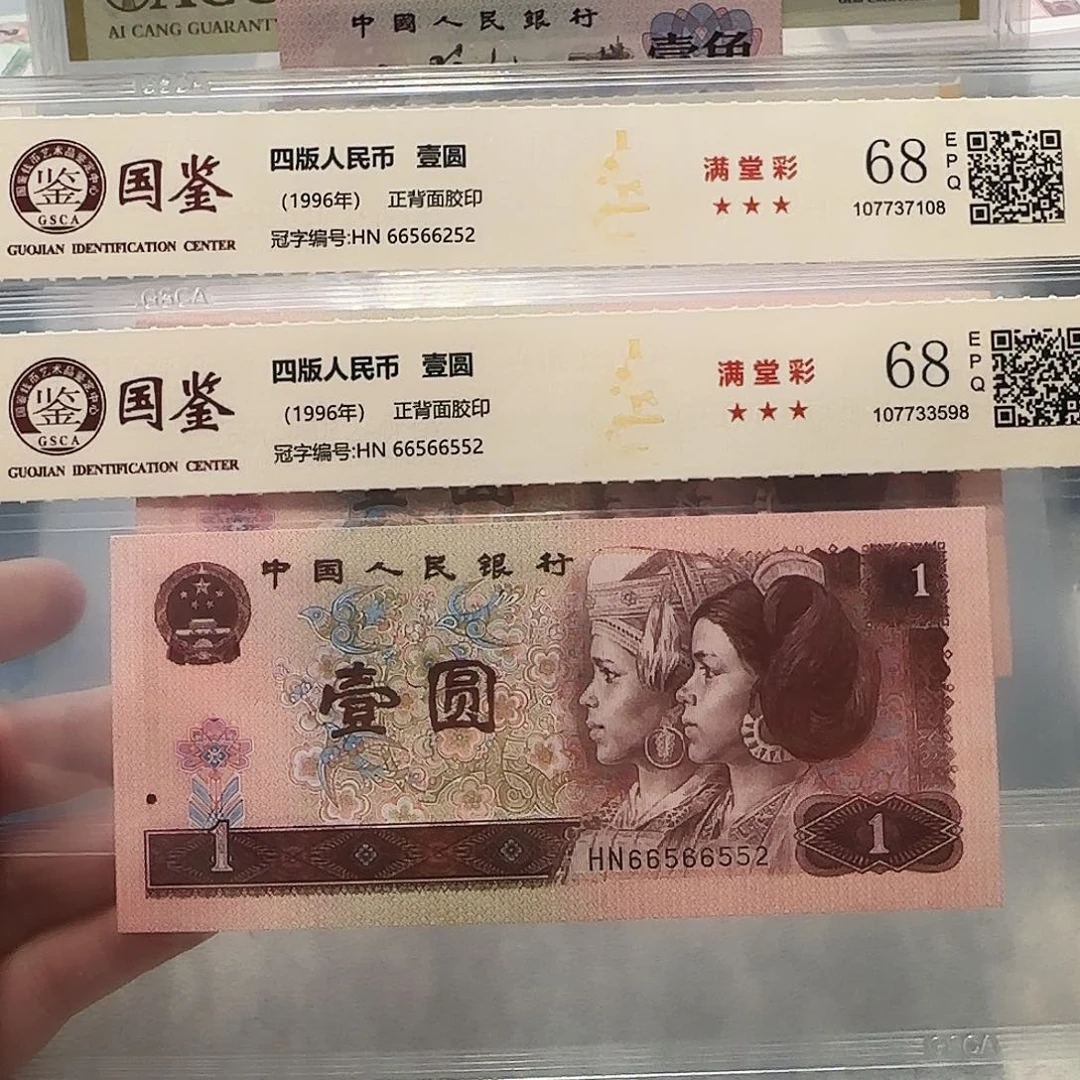 AI CANG GUARANT
中國人民銀行
壹角
国鉴
鉴
GSCA
GUOJIAN IDENTIFICATION CENTER
四版人民币 壹圆
(1996年) 正背面胶印
冠字编号:HN 66566252
满堂彩
★★★
68
EPQ
107737108
GSCA
国鉴
鉴
GSCA
GUOJIAN IDENTIFICATION CENTER
四版人民币 壹圆
(1996年) 正背面胶印
冠字编号:HN 66566552
满堂彩
★★★
68
EPQ
107733598
中国人民银行
1
壹圆
1
HN66566552
1
GSCA